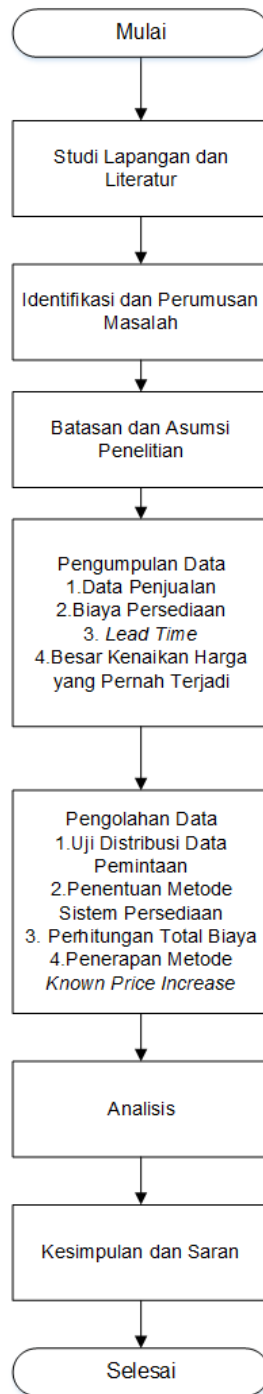 Mulai
Studi Lapangan dan
Literatur
Identifikasi dan Perumusan
Masalah
Batasan dan Asumsi
Penelitian
Pengumpulan Data
1.Data Penjualan
2.Biaya Persediaan
3. Lead Time
4.Besar Kenaikan Harga
yang Pernah Terjadi
Pengolahan Data
1.Uji Distribusi Data
Pemintaan
2.Penentuan Metode
Sistem Persediaan
3. Perhitungan Total Biaya
4.Penerapan Metode
Known Price Increase
Analisis
Kesimpulan dan Saran
Selesai